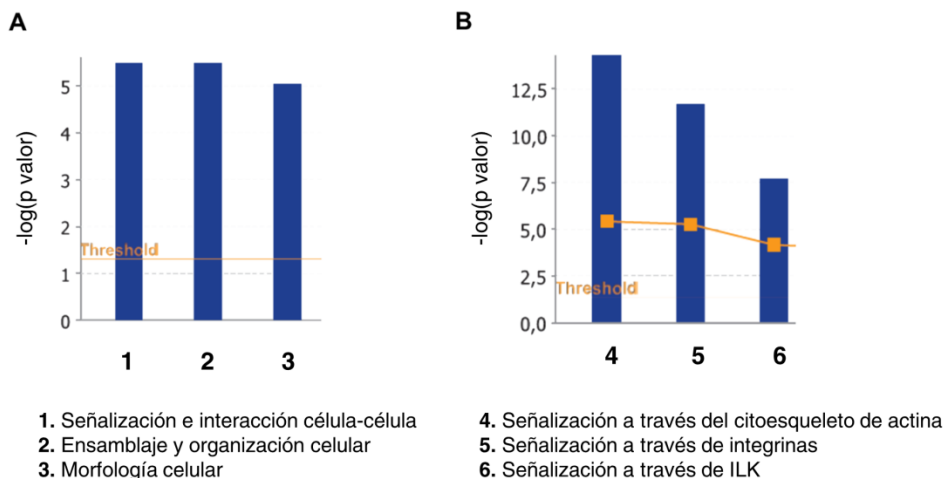 A
-log(p valor)
5
4
3
2
Threshold
1
0
1 2 3
1. Señalización e interacción célula-célula
2. Ensamblaje y organización celular
3. Morfología celular
B
-log(p valor)
12,5
10,0
7,5
5,0
2,5
Threshold
0,0
4 5 6
4. Señalización a través del citoesqueleto de actina
5. Señalización a través de integrinas
6. Señalización a través de ILK